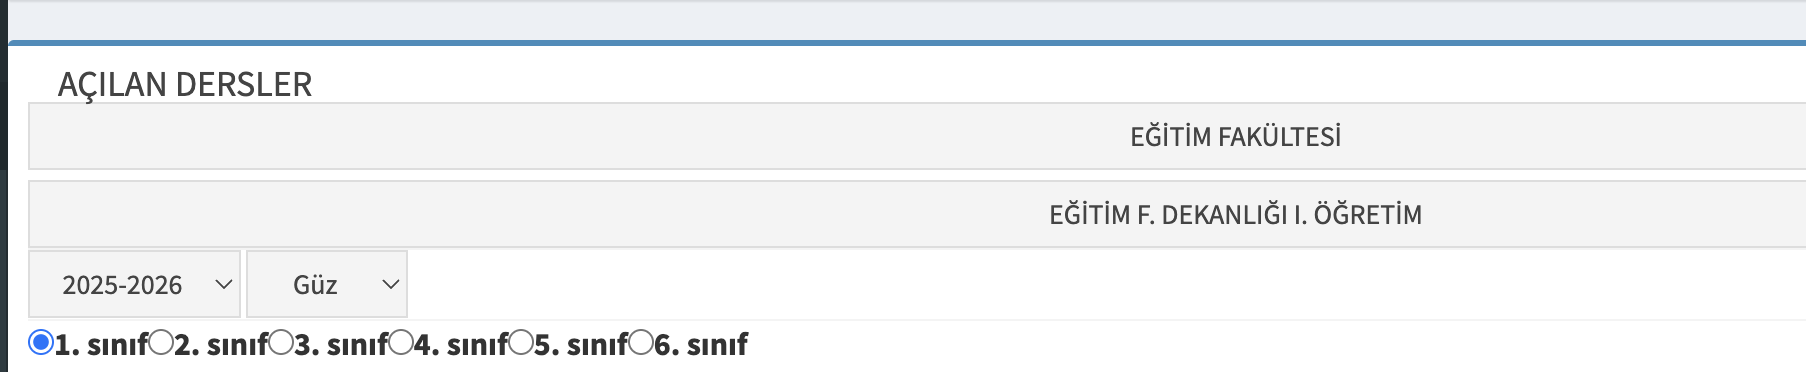 AÇILAN DERSLER
EĞİTİM FAKÜLTESİ
EĞİTİM F. DEKANLIĞI I. ÖĞRETİM
2025-2026 Güz
1. sınıf 2. sınıf 3. sınıf 4. sınıf 5. sınıf 6. sınıf